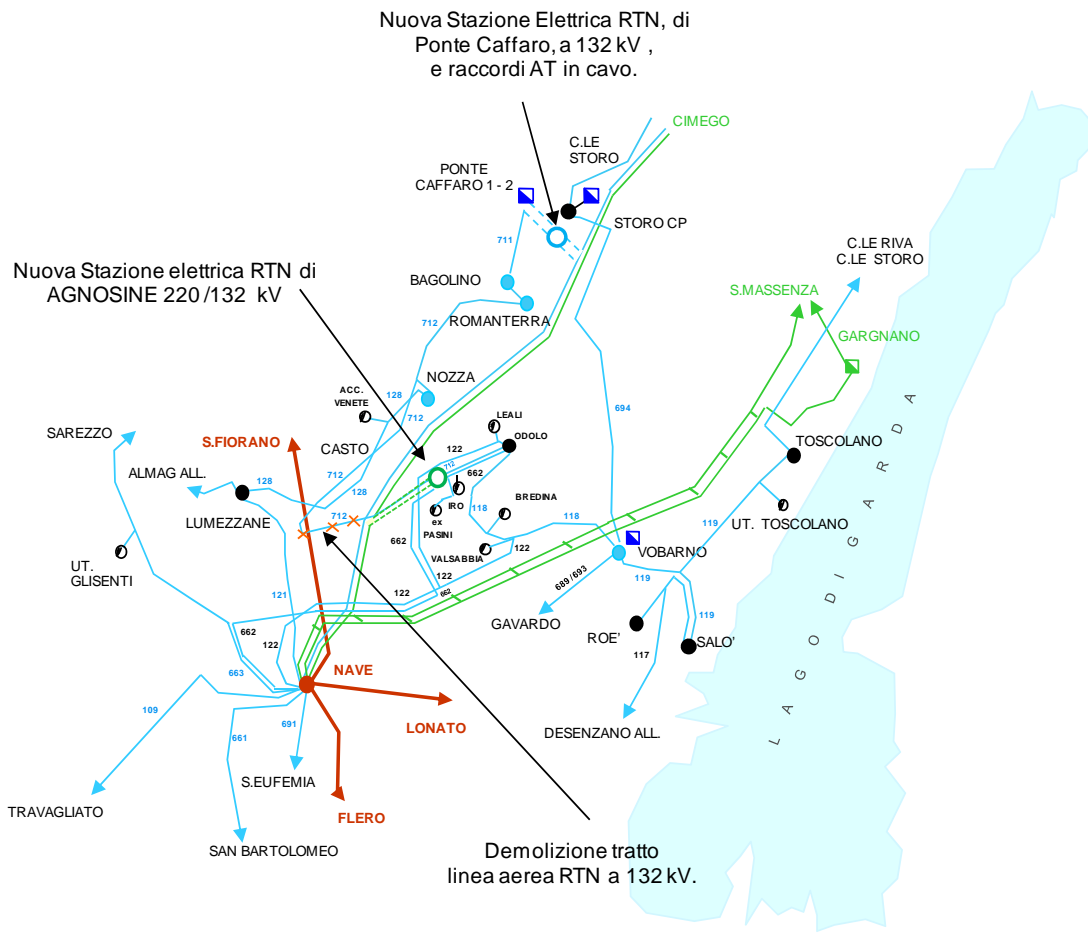 Nuova Stazione Elettrica RTN, di
Ponte Caffaro, a 132 kV ,
e raccordi AT in cavo.
CIMEGO
C.LE
STORO
PONTE
CAFFARO 1 - 2
STORO CP
711
C.LE RIVA
C.LE STORO
Nuova Stazione elettrica RTN di
AGNOSINE 220 /132 kV
BAGOLINO
S.MASSENZA
ROMANTERRA
712
GARGNANO
NOZZA
ACC.
VENETE
128
712
694
LEALI
SAREZZO
S.FIORANO
CASTO
122
ODOLO
TOSCOLANO
712
662
ALMAG ALL.
128
712
128
IRO
BREDINA
LUMEZZANE
712
ex
PASINI
118
118
119
UT. TOSCOLANO
662
VALSABBIA
122
VOBARNO
UT.
GLISENTI
122
689 / 693
119
121
122
662
GAVARDO
119
662
122
ROE'
SALO'
117
663
NAVE
LAGO DI GARDA
109
691
LONATO
DESENZANO ALL.
661
S.EUFEMIA
TRAVAGLIATO
FLERO
SAN BARTOLOMEO
Demolizione tratto
linea aerea RTN a 132 kV.